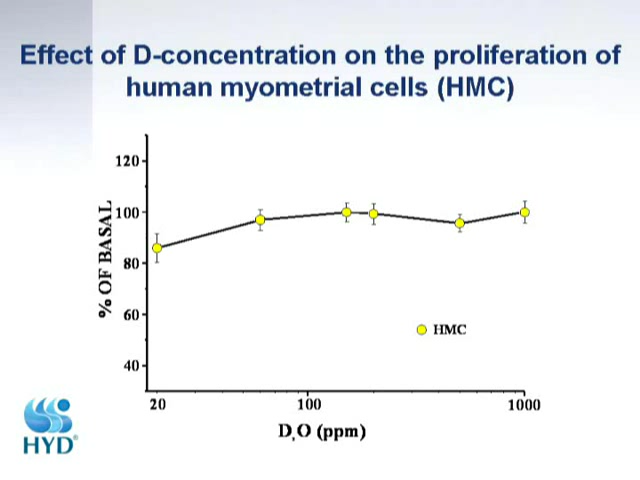 Effect of D-concentration on the proliferation of
human myometrial cells (HMC)
120
100
80
60
40
% OF BASAL
HMC
20 100 1000
D₂O (ppm)
HYD®